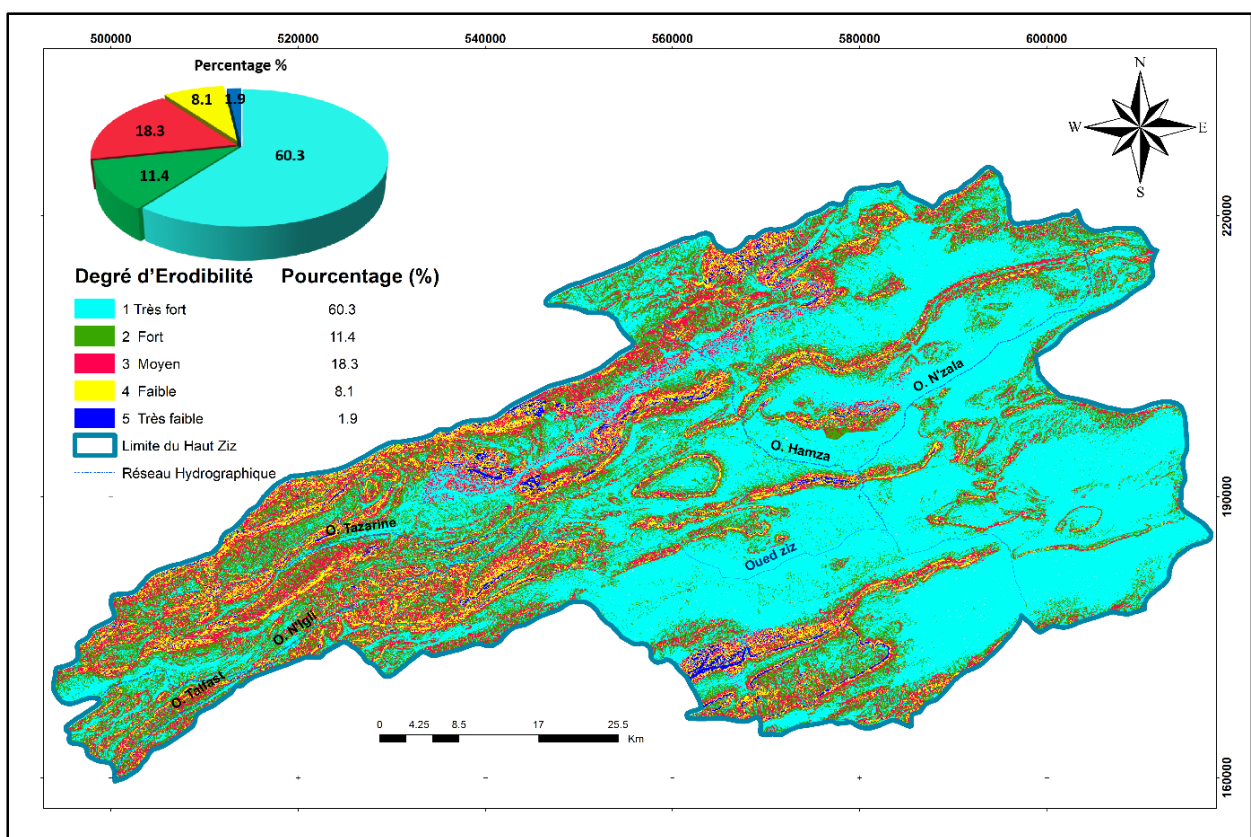 500000 520000 540000 560000 580000 600000
Percentage %
8.1 1.9
18.3
60.3
11.4
N
W E
S
220000
190000
160000
Degré d'Erodibilité Pourcentage (%)
1 Très fort 60.3
2 Fort 11.4
3 Moyen 18.3
4 Faible 8.1
5 Très faible 1.9
Limite du Haut Ziz
Réseau Hydrographique
O. N'zala
O. Hamza
O. Tazarine
Oued ziz
O. N'Igli
O. Talfast
0 4.25 8.5 17 25.5
Km